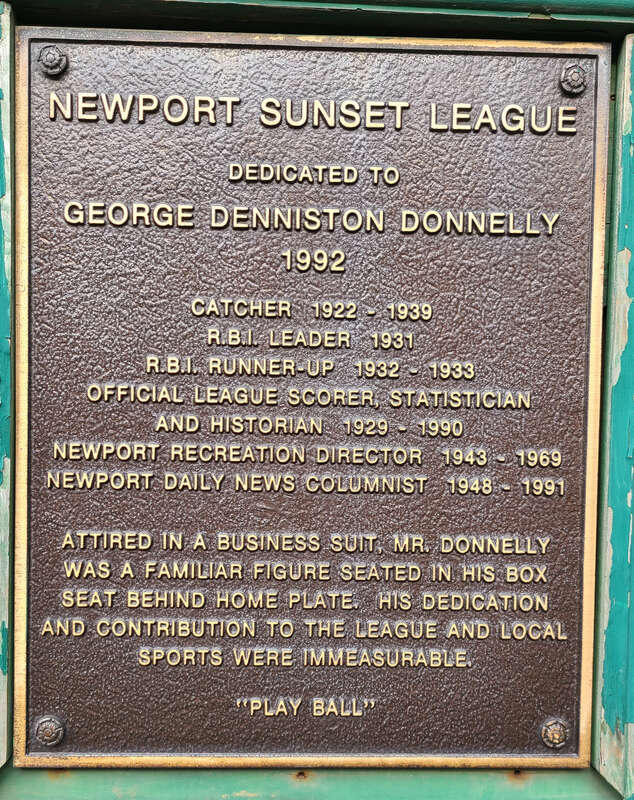 NEWPORT SUNSET LEAGUE
DEDICATED TO
GEORGE DENNISTON DONNELLY
1992
CATCHER 1922 - 1939
R.B.I. LEADER 1931
R.B.I. RUNNER-UP 1932 - 1933
OFFICIAL LEAGUE SCORER, STATISTICIAN
AND HISTORIAN 1929 - 1990
NEWPORT RECREATION DIRECTOR 1943 - 1969
NEWPORT DAILY NEWS COLUMNIST 1948 - 1991
ATTIRED IN A BUSINESS SUIT, MR. DONNELLY
WAS A FAMILIAR FIGURE SEATED IN HIS BOX
SEAT BEHIND HOME PLATE. HIS DEDICATION
AND CONTRIBUTION TO THE LEAGUE AND LOCAL
SPORTS WERE IMMEASURABLE.
"PLAY BALL"